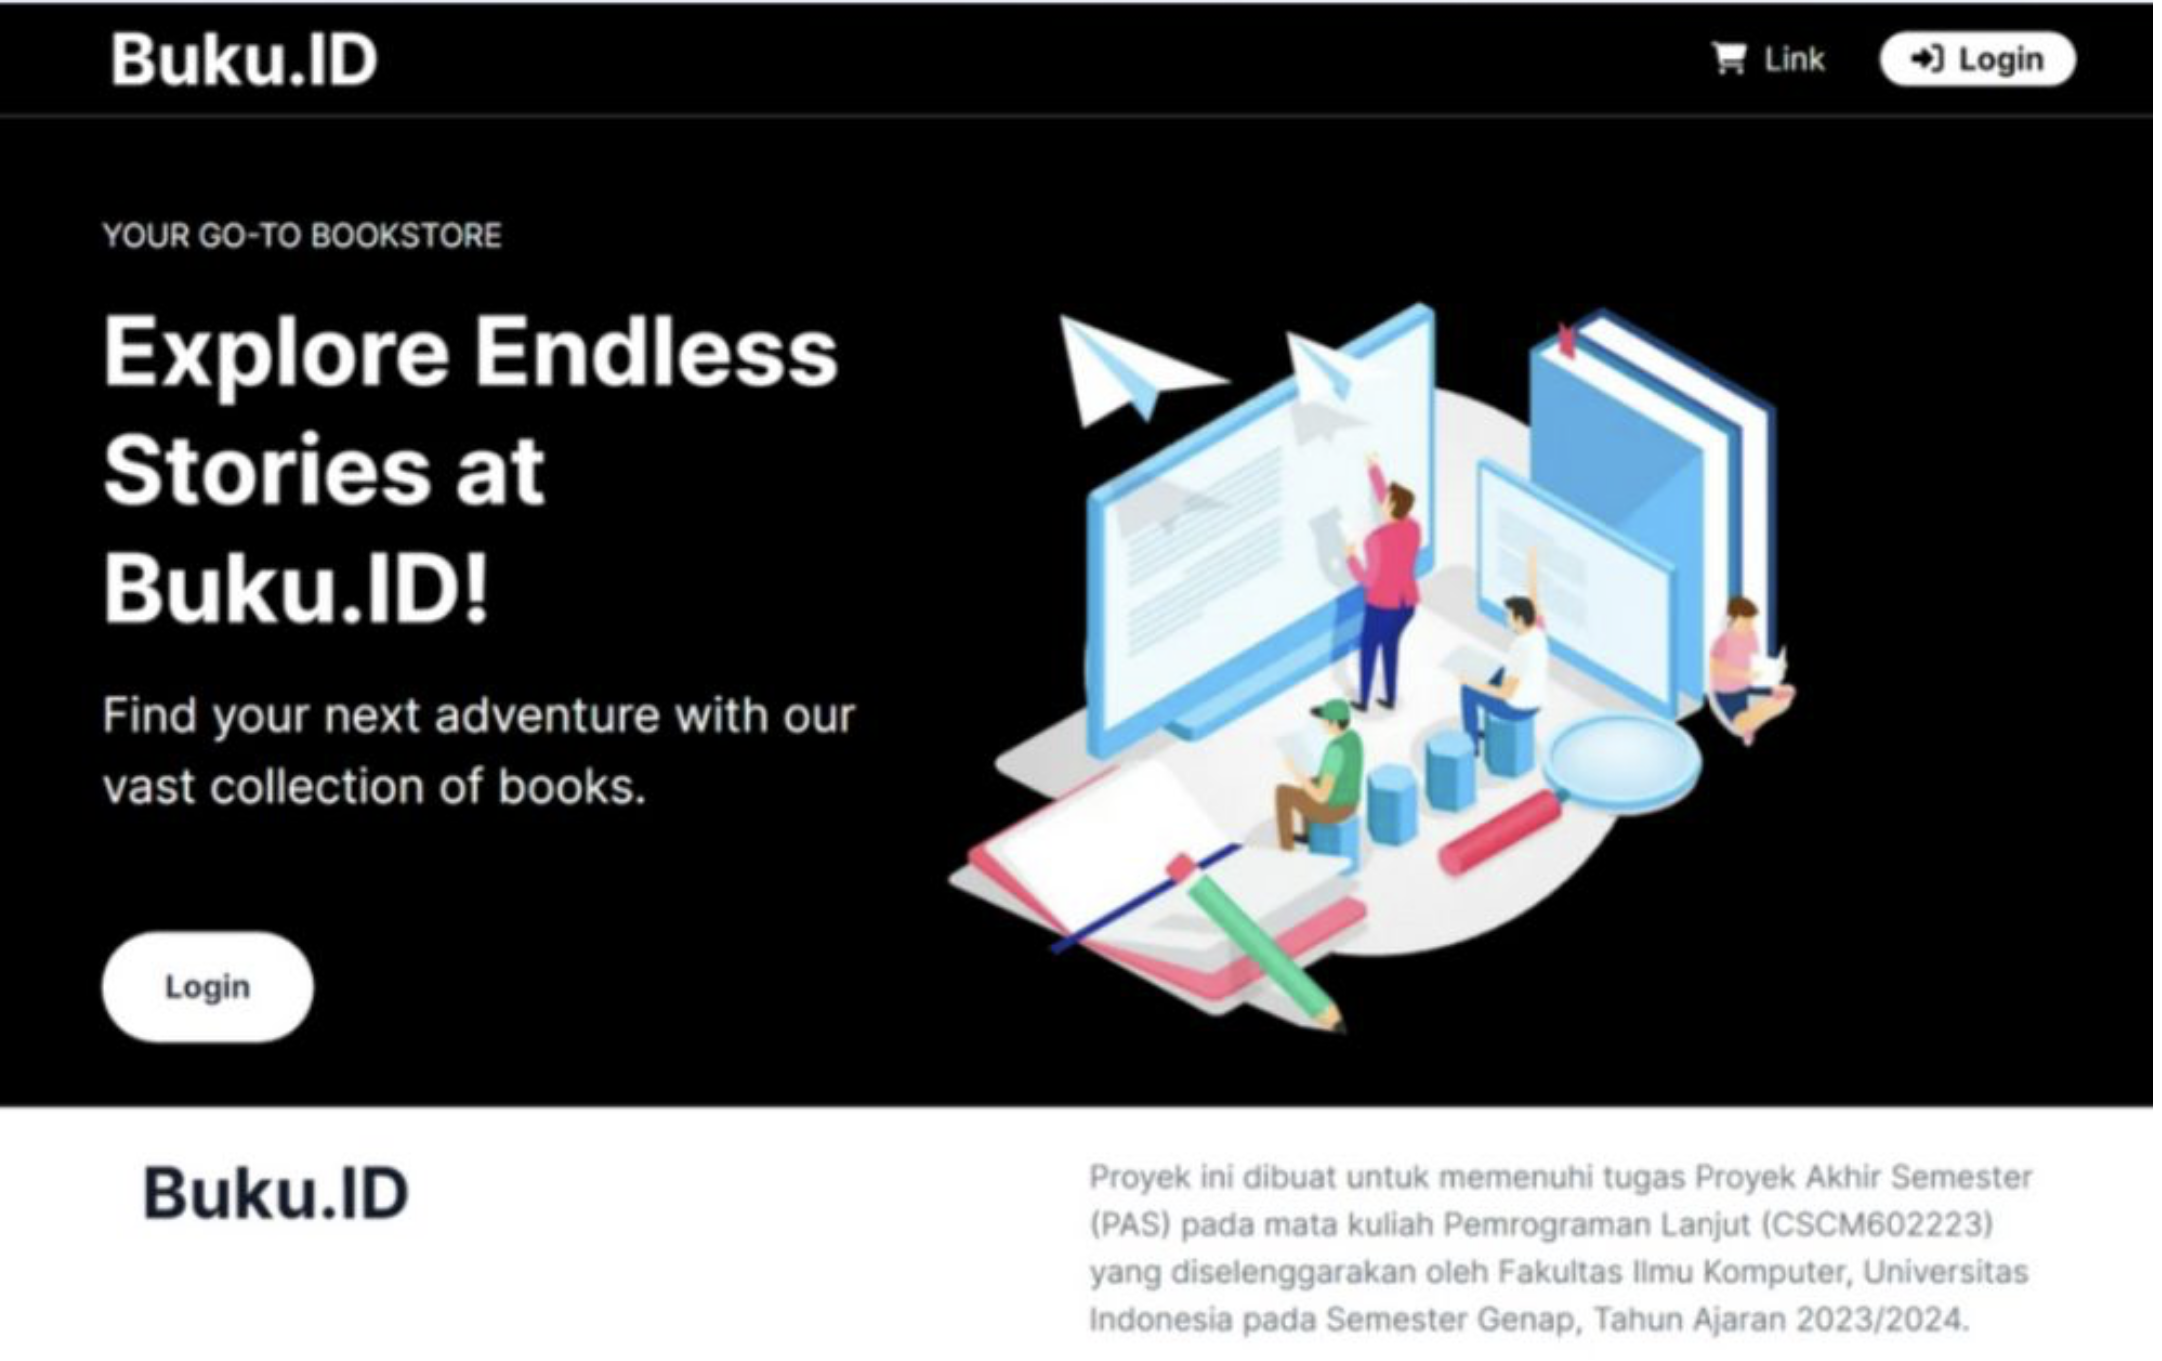 Buku.ID
Link
Login
YOUR GO-TO BOOKSTORE
Explore Endless
Stories at
Buku.ID!
Find your next adventure with our
vast collection of books.
Login
Buku.ID
Proyek ini dibuat untuk memenuhi tugas Proyek Akhir Semester
(PAS) pada mata kuliah Pemrograman Lanjut (CSCM602223)
yang diselenggarakan oleh Fakultas Ilmu Komputer, Universitas
Indonesia pada Semester Genap, Tahun Ajaran 2023/2024.